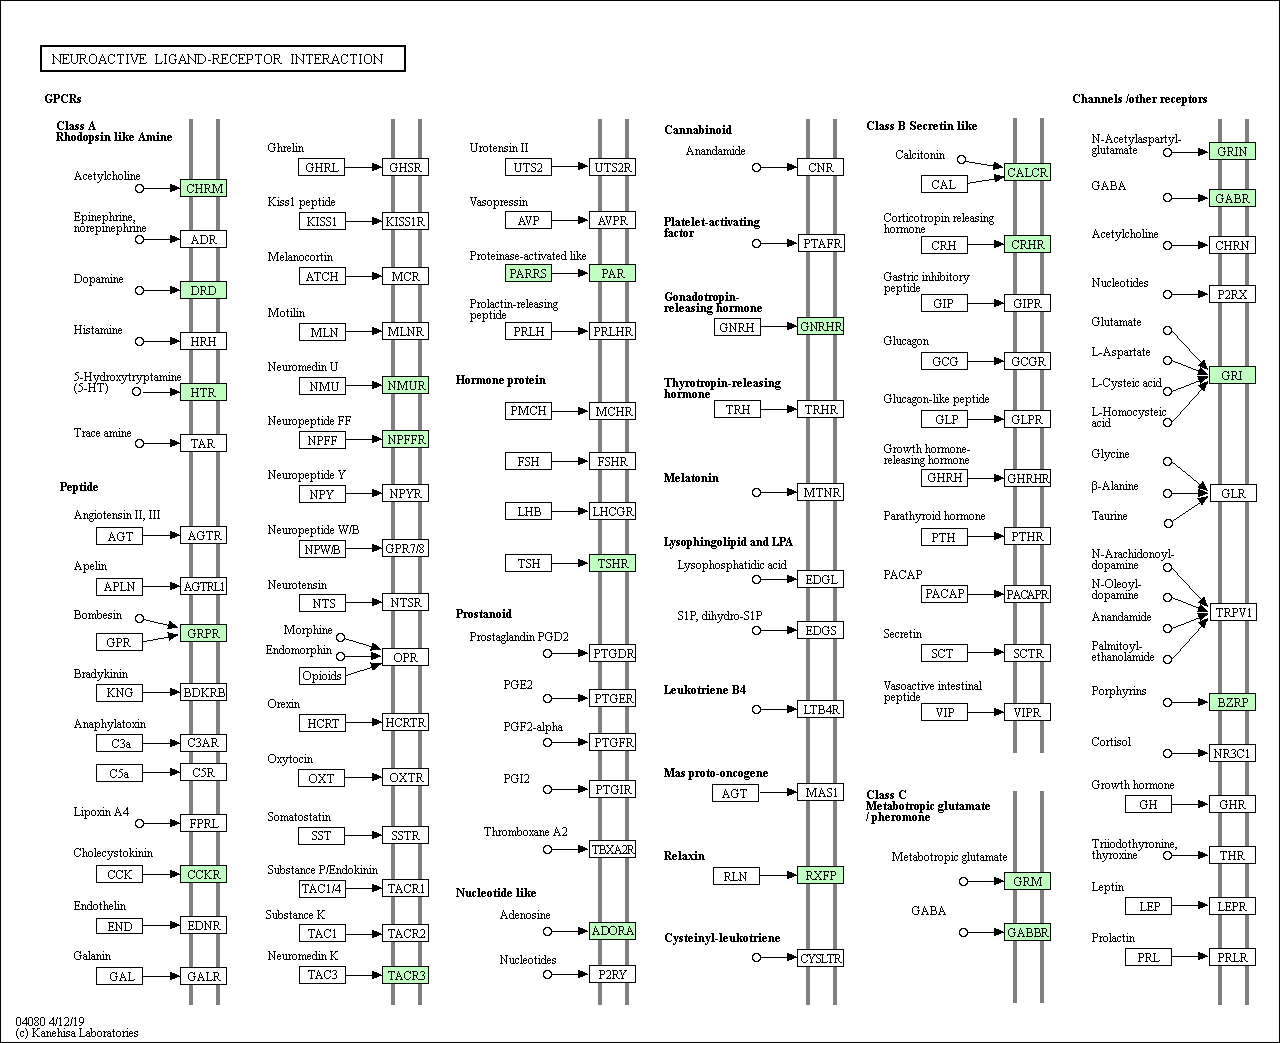 NEUROACTIVE LIGAND-RECEPTOR INTERACTION
GPCRs
Class A
Rhodopsin like Amine
Acetylcholine
CHRM
Epinephrine,
norepinephrine
ADR
Dopamine
DRD
Histamine
HRH
5-Hydroxytryptamine
(5-HT)
HTR
Trace amine
TAR
Peptide
Angiotensin II, III
AGT
AGTR
Apelin
APLN
AGTRL1
Bombesin
GPR
GRPR
Bradykinin
KNG
BDKRB
Anaphylatoxin
C3a
C3AR
C5a
C5R
Lipoxin A4
FPRL
Cholecystokinin
CCK
CCKR
Endothelin
END
EDNR
Galanin
GAL
GALR
Ghrelin
GHRL
GHSR
Kiss1 peptide
KISS1
KISS1R
Melanocortin
ATCH
MCR
Motilin
MLN
MLNR
Neuromedin U
NMU
NMUR
Neuropeptide FF
NPFF
NPFFR
Neuropeptide Y
NPY
NPYR
Neuropeptide W/B
NPW/B
GPR7/8
Neurotensin
NTS
NTSR
Morphine
Endomorphin
Opioids
OPR
Orexin
HCRT
HCRTR
Oxytocin
OXT
OXTR
Somatostatin
SST
SSTR
Substance P/Endokinin
TAC1/4
TACR1
Substance K
TAC1
TACR2
Neuromedin K
TAC3
TACR3
Urotensin II
UTS2
UTS2R
Vasopressin
AVP
AVPR
Proteinase-activated like
PARRS
PAR
Prolactin-releasing
peptide
PRLH
PRLHR
Hormone protein
PMCH
MCHR
FSH
FSHR
LHB
LHCGR
TSH
TSHR
Prostanoid
Prostaglandin PGD2
PTGDR
PGE2
PTGER
PGF2-alpha
PTGFR
PGI2
PTGIR
Thromboxane A2
TBXA2R
Nucleotide like
Adenosine
ADORA
Nucleotides
P2RY
Cannabinoid
Anandamide
CNR
Platelet-activating
factor
PTAFR
Gonadotropin-
releasing hormone
GNRH
GNRHR
Thyrotropin-releasing
hormone
TRH
TRHR
Melatonin
MTNR
Lysophingolipid and LPA
Lysophosphatidic acid
EDGL
S1P, dihydro-S1P
EDGS
Leukotriene B4
LTB4R
Mas proto-oncogene
AGT
MAS1
Relaxin
RLN
RXFP
Cysteinyl-leukotriene
CYSLTR
Class B Secretin like
Calcitonin
CAL
CALCR
Corticotropin releasing
hormone
CRH
CRHR
Gastric inhibitory
peptide
GIP
GIPR
Glucagon
GCG
GCGR
Glucagon-like peptide
GLP
GLPR
Growth hormone-
releasing hormone
GHRH
GHRHR
Parathyroid hormone
PTH
PTHR
PACAP
PACAP
PACAPR
Secretin
SCT
SCTR
Vasoactive intestinal
peptide
VIP
VIPR
Class C
Metabotropic glutamate
/ pheromone
Metabotropic glutamate
GRM
GABA
GABBR
Channels /other receptors
N-Acetylaspartyl-
glutamate
GRIN
GABA
GABR
Acetylcholine
CHRN
Nucleotides
P2RX
Glutamate
L-Aspartate
L-Cysteic acid
L-Homocysteic
acid
GRI
Glycine
β-Alanine
Taurine
GLR
N-Arachidonoyl-
dopamine
N-Oleoyl-
dopamine
Anandamide
Palmitoyl-
ethanolamide
TRPV1
Porphyrins
BZRP
Cortisol
NR3C1
Growth hormone
GH
GHR
Triiodothyronine,
thyroxine
THR
Leptin
LEP
LEPR
Prolactin
PRL
PRLR
04080 4/12/19
(c) Kanehisa Laboratories